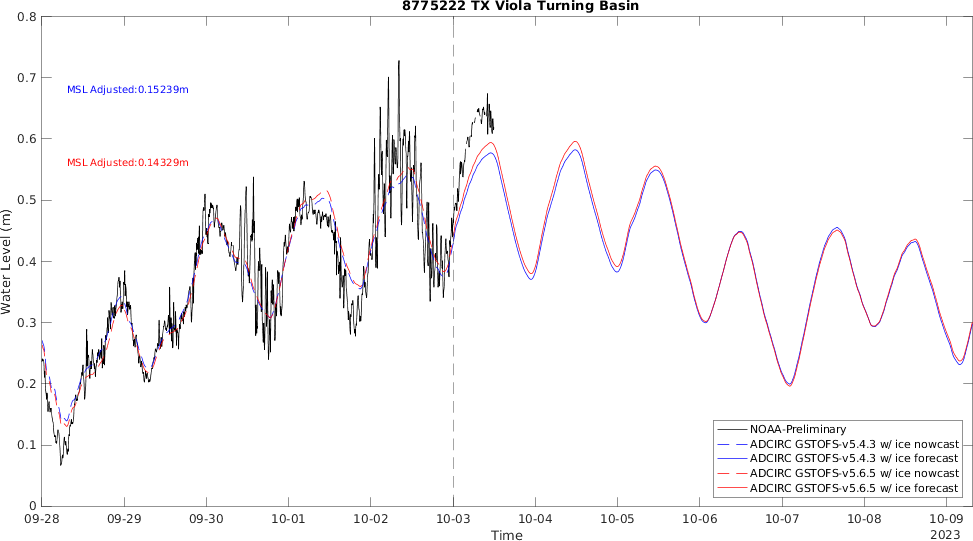 8775222 TX Viola Turning Basin
Water Level (m)
0.8
0.7
0.6
0.5
0.4
0.3
0.2
0.1
0
MSL Adjusted:0.15239m
MSL Adjusted:0.14329m
NOAA-Preliminary
ADCIRC GSTOFS-v5.4.3 w/ ice nowcast
ADCIRC GSTOFS-v5.4.3 w/ ice forecast
ADCIRC GSTOFS-v5.6.5 w/ ice nowcast
ADCIRC GSTOFS-v5.6.5 w/ ice forecast
09-28 09-29 09-30 10-01 10-02 10-03 10-04 10-05 10-06 10-07 10-08 10-09
2023
Time